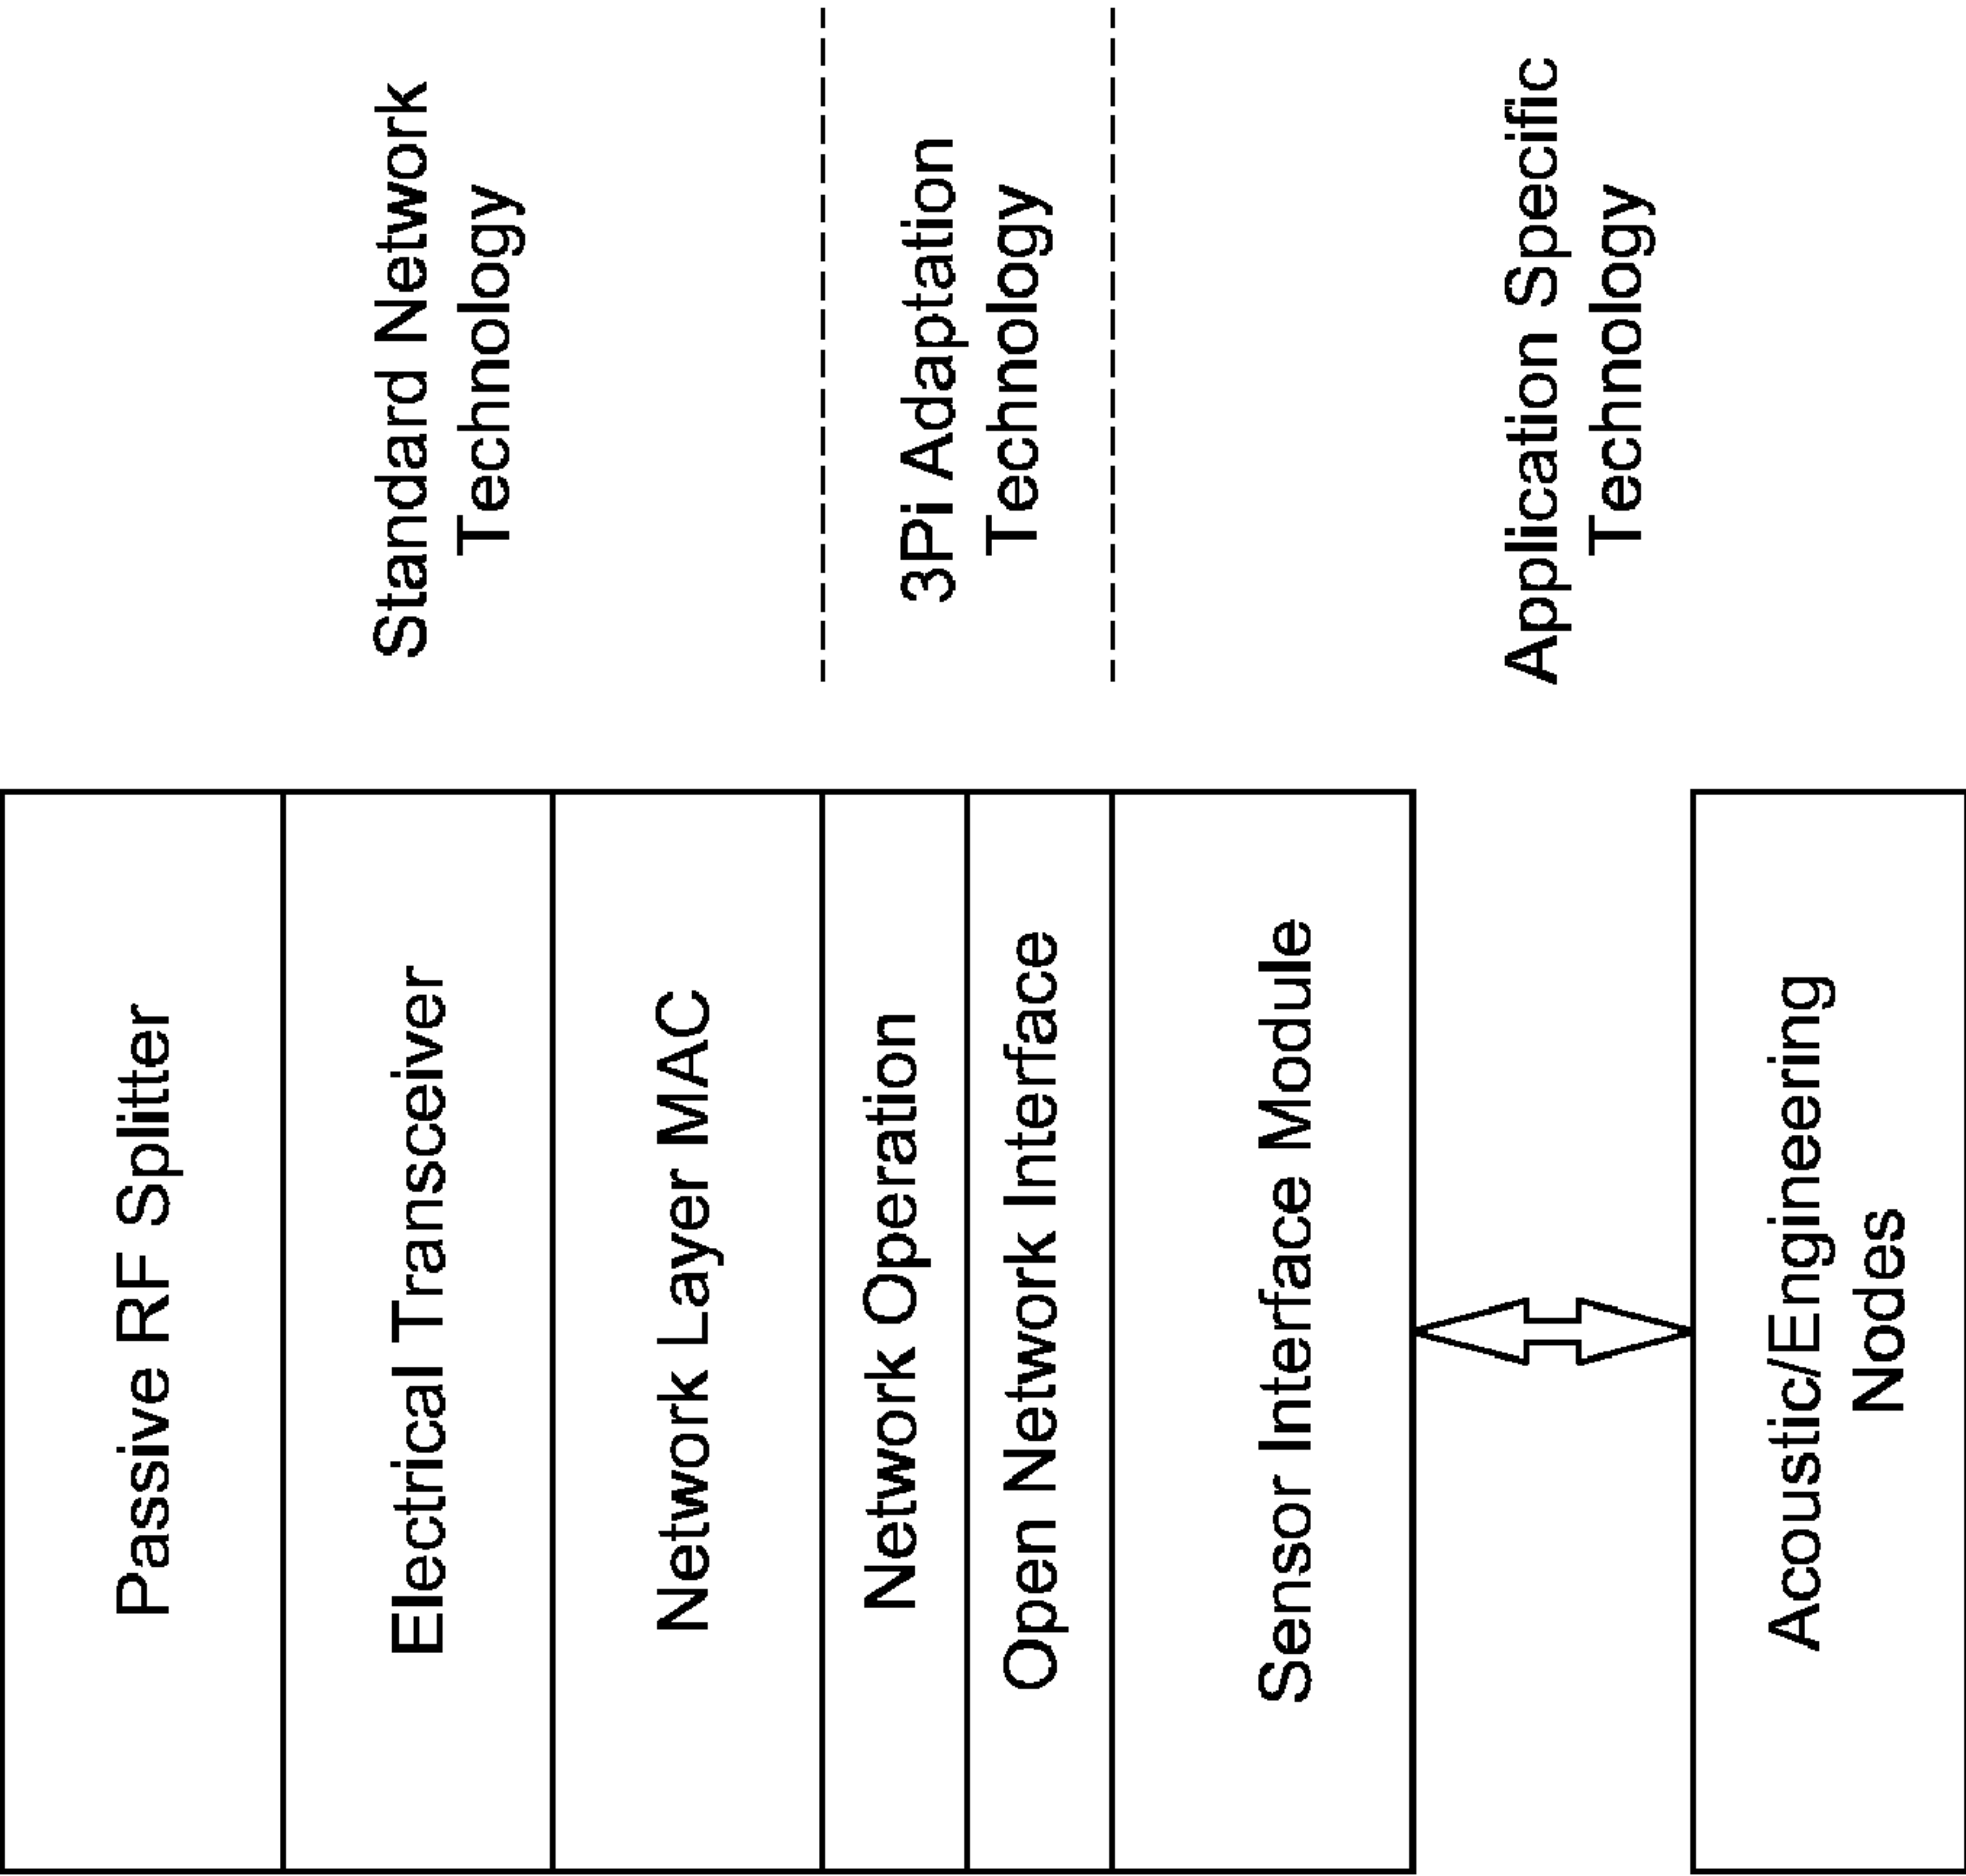 Passive RF Splitter
Electrical Transceiver
Network Layer MAC
Network Operation
Open Network Interface
Sensor Interface Module
Acoustic/Engineering
Nodes
Standard Network
Technology
3Pi Adaptation
Technology
Application Specific
Technology